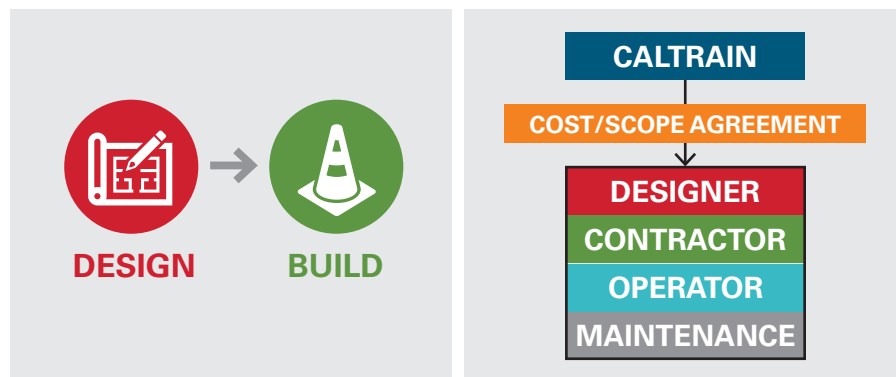 DESIGN
BUILD
CALTRAIN
COST/SCOPE AGREEMENT
DESIGNER
CONTRACTOR
OPERATOR
MAINTENANCE